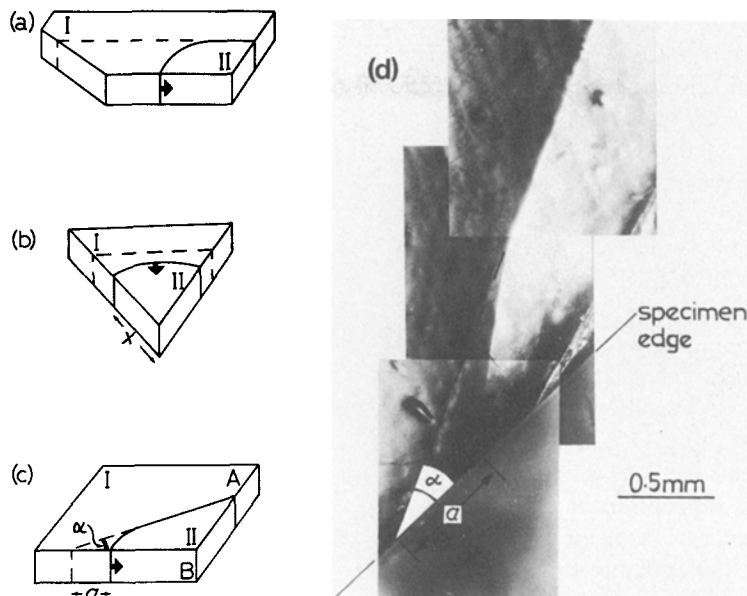 (a)
I
II
(b)
I
II
x
(c)
I
A
α
II
B
a
(d)
specimen
edge
α
a
0.5mm